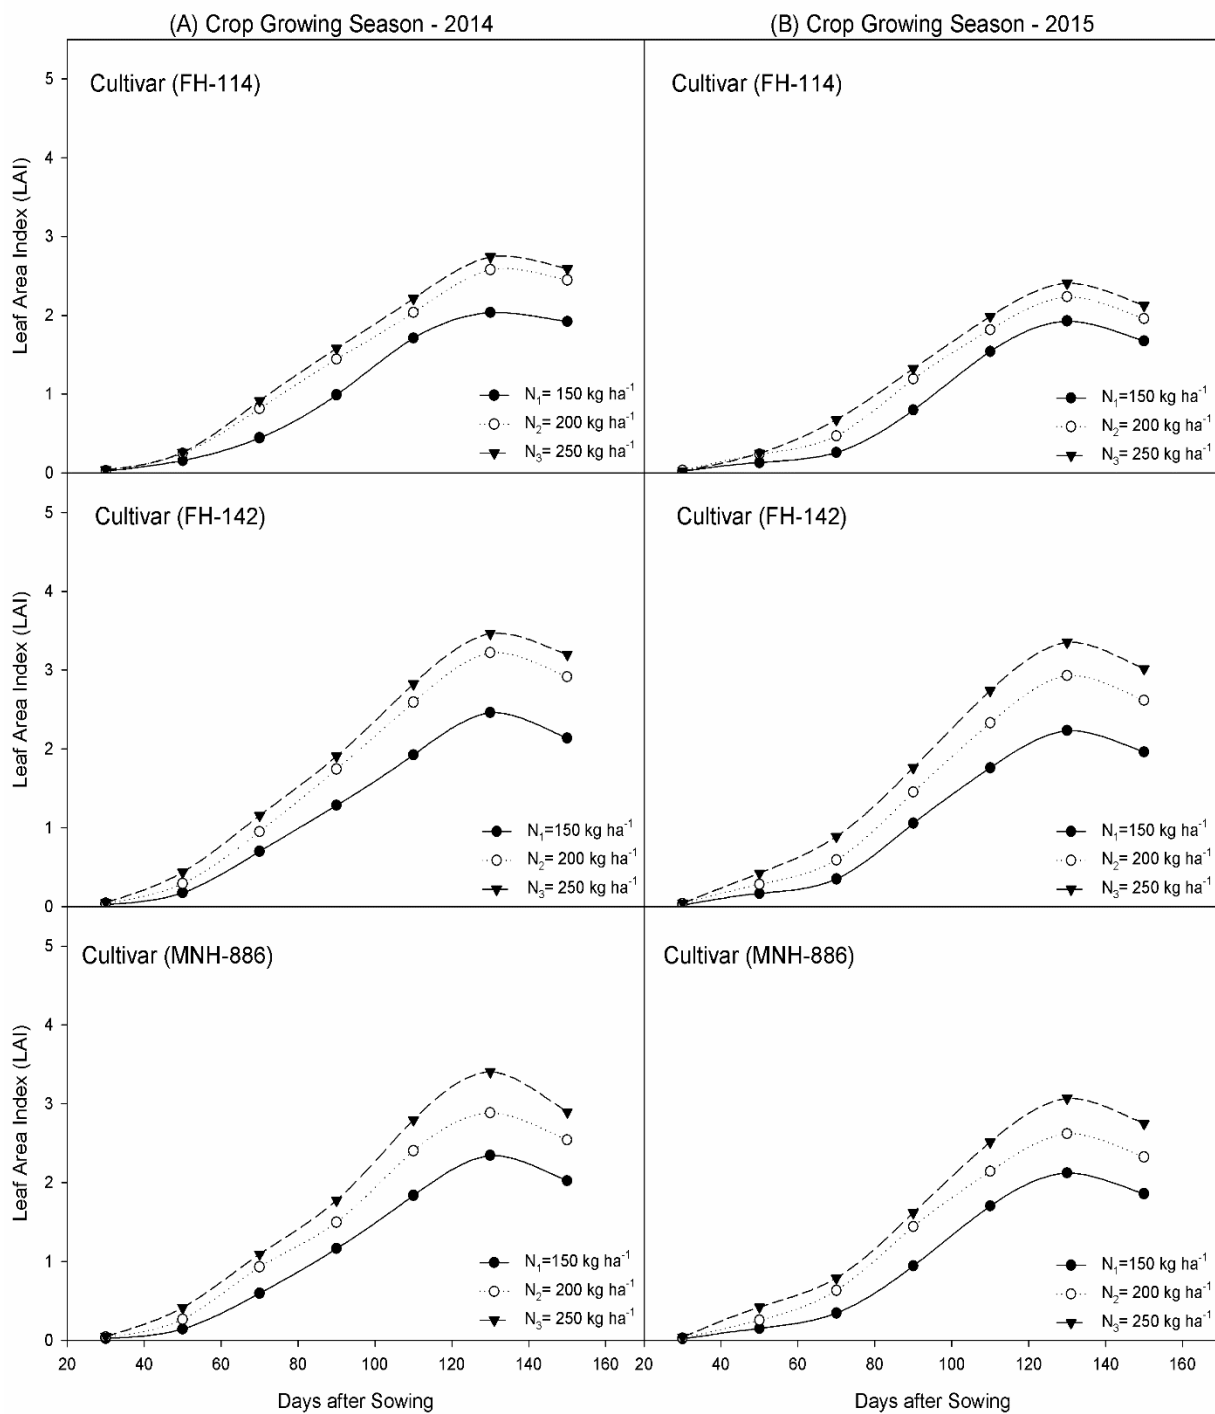 (A) Crop Growing Season - 2014
(B) Crop Growing Season - 2015
Cultivar (FH-114)
Leaf Area Index (LAI)
5
4
3
2
1
0
N₁= 150 kg ha⁻¹
N₂= 200 kg ha⁻¹
N₃= 250 kg ha⁻¹
Cultivar (FH-114)
N₁=150 kg ha⁻¹
N₂= 200 kg ha⁻¹
N₃= 250 kg ha⁻¹
Cultivar (FH-142)
Leaf Area Index (LAI)
5
4
3
2
1
0
N₁=150 kg ha⁻¹
N₂= 200 kg ha⁻¹
N₃= 250 kg ha⁻¹
Cultivar (FH-142)
N₁=150 kg ha⁻¹
N₂= 200 kg ha⁻¹
N₃= 250 kg ha⁻¹
Cultivar (MNH-886)
Leaf Area Index (LAI)
5
4
3
2
1
0
N₁=150 kg ha⁻¹
N₂= 200 kg ha⁻¹
N₃= 250 kg ha⁻¹
20 40 60 80 100 120 140 160
Days after Sowing
Cultivar (MNH-886)
N₁=150 kg ha⁻¹
N₂= 200 kg ha⁻¹
N₃= 250 kg ha⁻¹
20 40 60 80 100 120 140 160
Days after Sowing